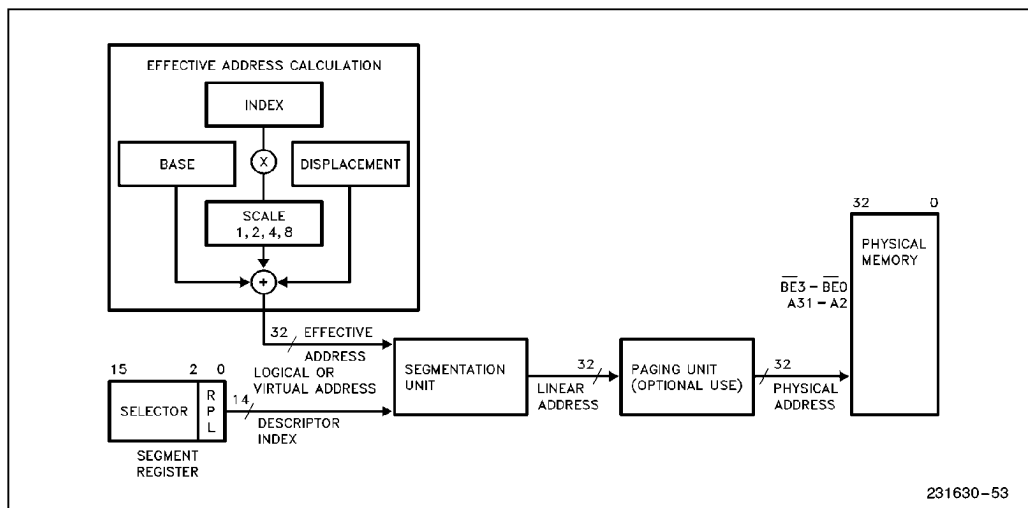 EFFECTIVE ADDRESS CALCULATION
INDEX
BASE
X
DISPLACEMENT
SCALE
1, 2, 4, 8
+
32
EFFECTIVE
ADDRESS
LOGICAL OR
VIRTUAL ADDRESS
15 2 0
SELECTOR
R
P
L
SEGMENT
REGISTER
14
DESCRIPTOR
INDEX
SEGMENTATION
UNIT
32
LINEAR
ADDRESS
PAGING UNIT
(OPTIONAL USE)
32
PHYSICAL
ADDRESS
32 0
PHYSICAL
MEMORY
B̅E̅3̅ – B̅E̅0̅
A31 – A2
231630–53